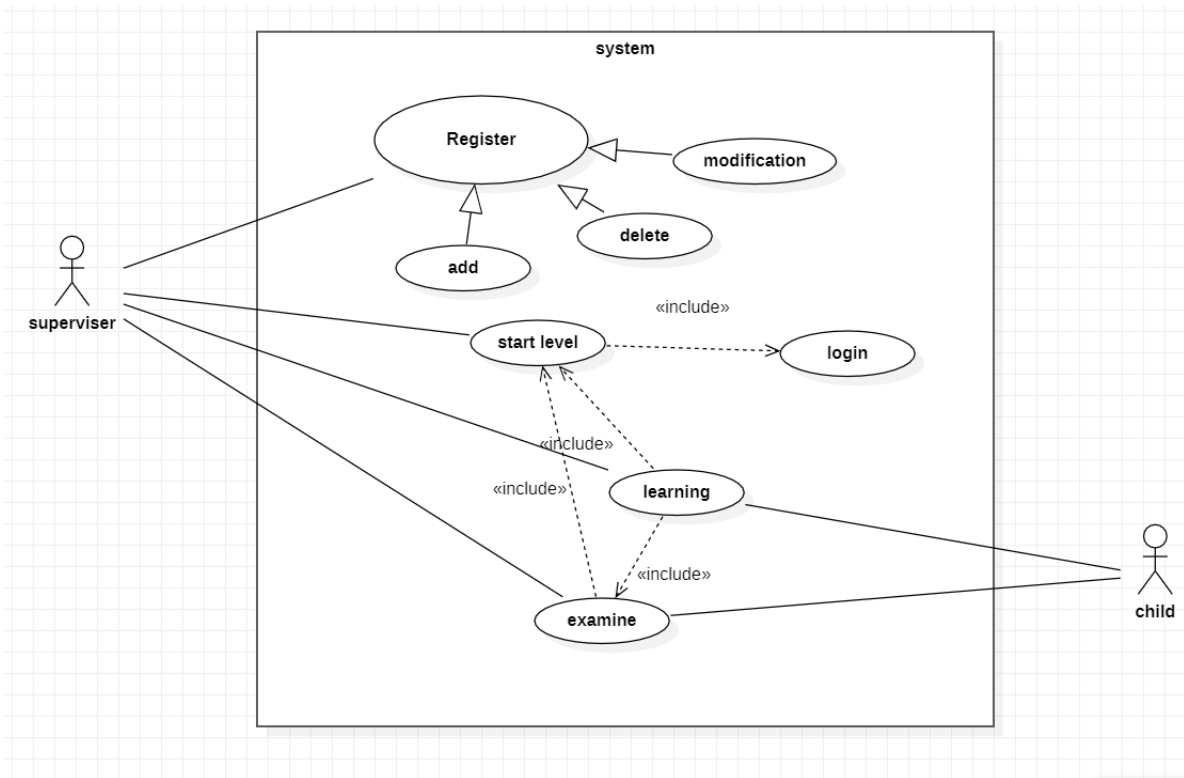 system
Register
modification
delete
add
superviser
«include»
start level
login
«include»
«include»
learning
«include»
child
examine